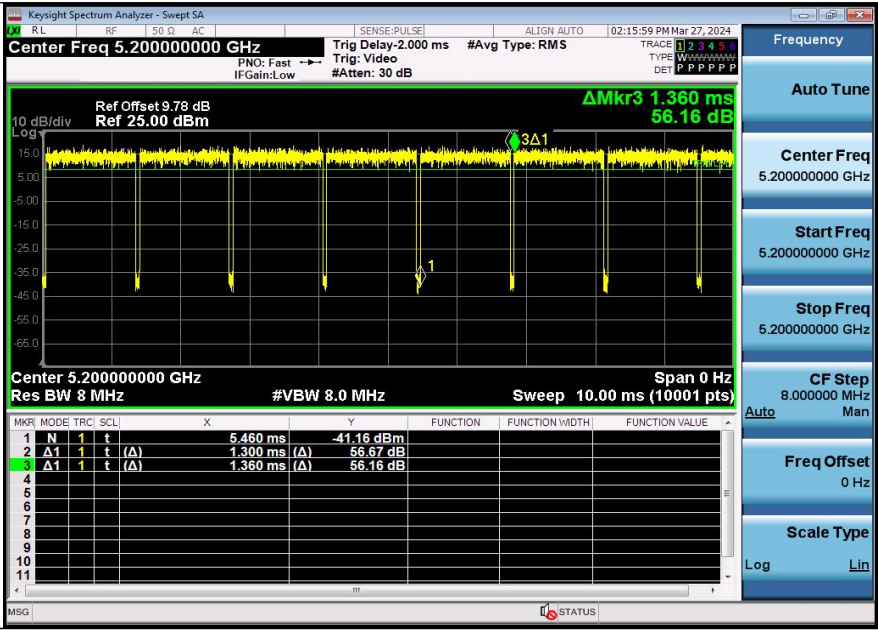 Keysight Spectrum Analyzer - Swept SA
LXI RL RF 50 Ω AC SENSE:PULSE ALIGN AUTO 02:15:59 PM Mar 27, 2024
Center Freq 5.200000000 GHz
PNO: Fast
IFGain:Low
Trig Delay-2.000 ms
Trig: Video
#Atten: 30 dB
#Avg Type: RMS
TRACE 1 2 3 4 5 6
TYPE WWWWWW
DET P P P P P P
Frequency
Auto Tune
Center Freq
5.200000000 GHz
Start Freq
5.200000000 GHz
Stop Freq
5.200000000 GHz
CF Step
8.000000 MHz
Auto Man
Freq Offset
0 Hz
Scale Type
Log Lin
ΔMkr3 1.360 ms
56.16 dB
Ref Offset 9.78 dB
10 dB/div Ref 25.00 dBm
Log
15.0
5.00
-5.00
-15.0
-25.0
-35.0
-45.0
-55.0
-65.0
3Δ1
1
Center 5.200000000 GHz Span 0 Hz
Res BW 8 MHz #VBW 8.0 MHz Sweep 10.00 ms (10001 pts)
MKR MODE TRC SCL X Y FUNCTION FUNCTION WIDTH FUNCTION VALUE
1 N 1 t 5.460 ms -41.16 dBm
2 Δ1 1 t (Δ) 1.300 ms (Δ) 56.67 dB
3 Δ1 1 t (Δ) 1.360 ms (Δ) 56.16 dB
4
5
6
7
8
9
10
11
MSG STATUS